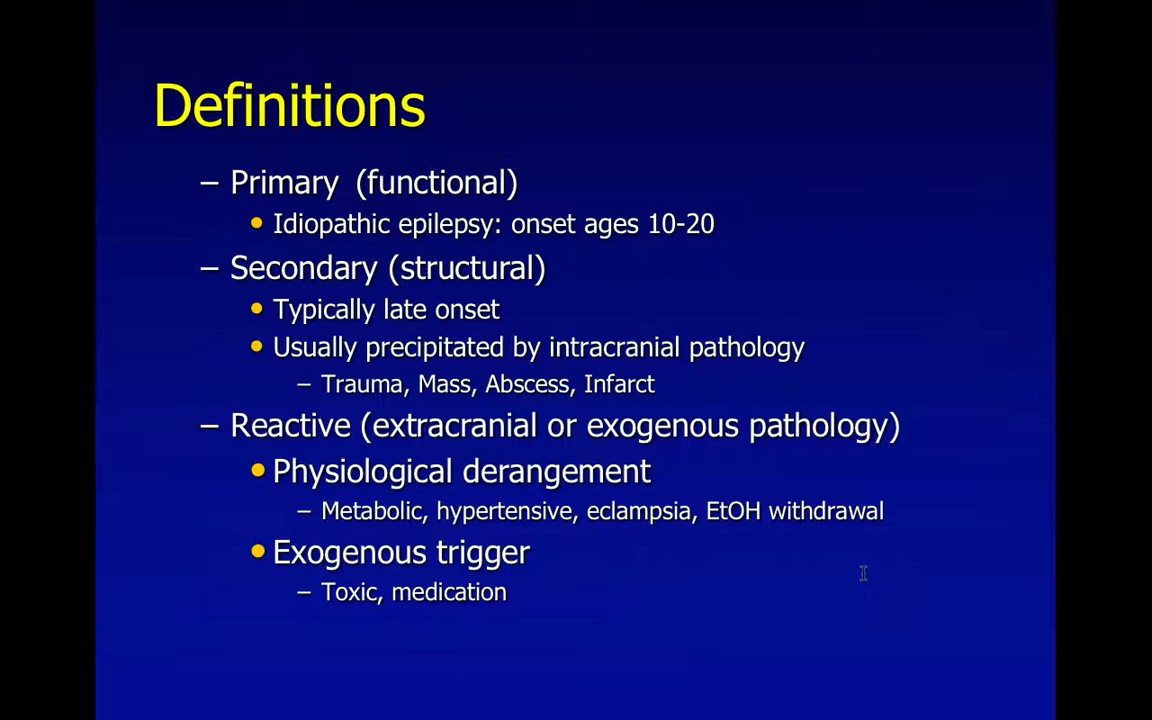 Definitions
– Primary (functional)
• Idiopathic epilepsy: onset ages 10-20
– Secondary (structural)
• Typically late onset
• Usually precipitated by intracranial pathology
– Trauma, Mass, Abscess, Infarct
– Reactive (extracranial or exogenous pathology)
• Physiological derangement
– Metabolic, hypertensive, eclampsia, EtOH withdrawal
• Exogenous trigger
– Toxic, medication